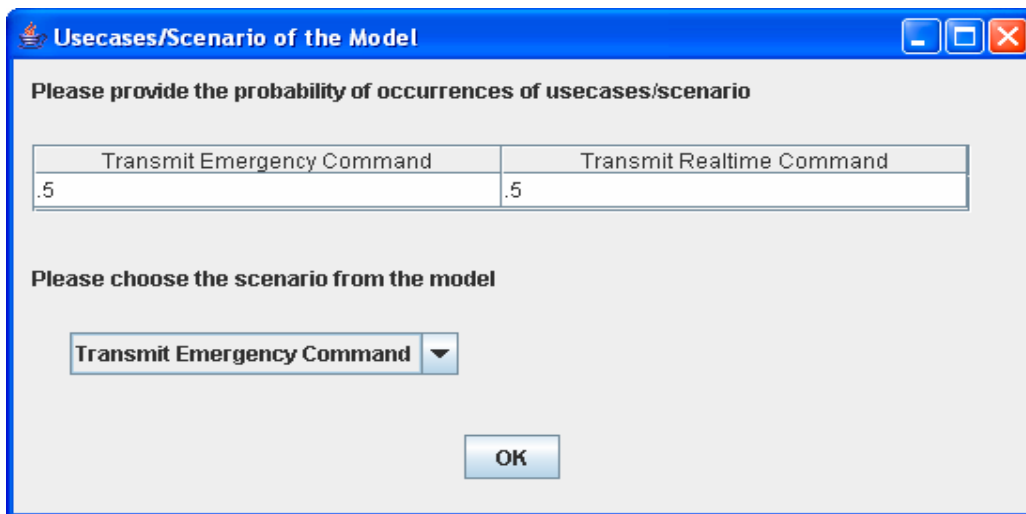 Usecases/Scenario of the Model
Please provide the probability of occurrences of usecases/scenario
Transmit Emergency Command Transmit Realtime Command
.5 .5
Please choose the scenario from the model
Transmit Emergency Command
OK